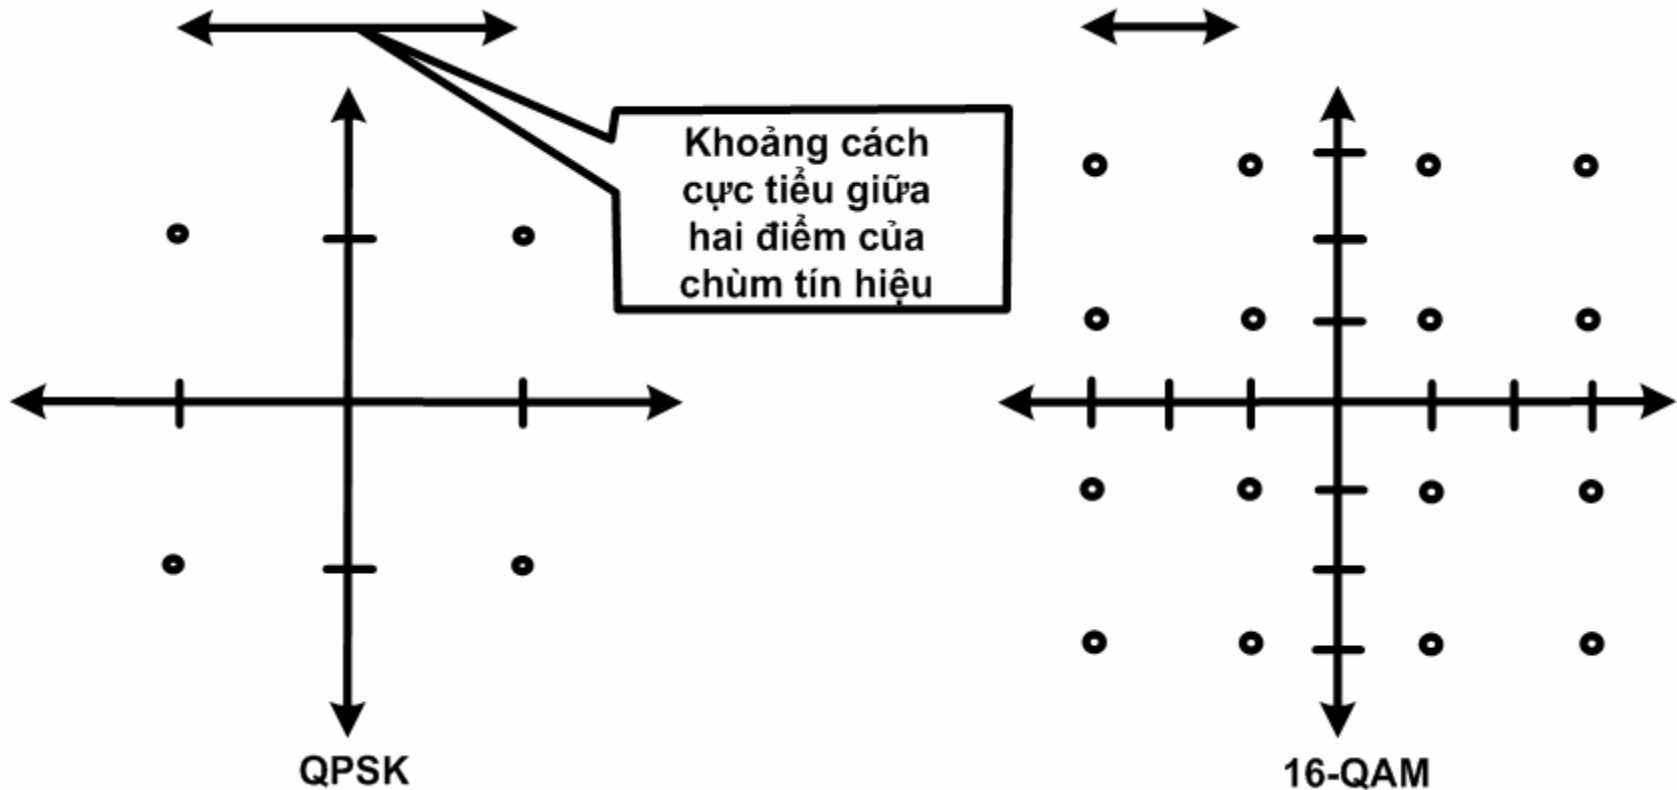 Khoảng cách
cực tiểu giữa
hai điểm của
chùm tín hiệu
QPSK
16-QAM